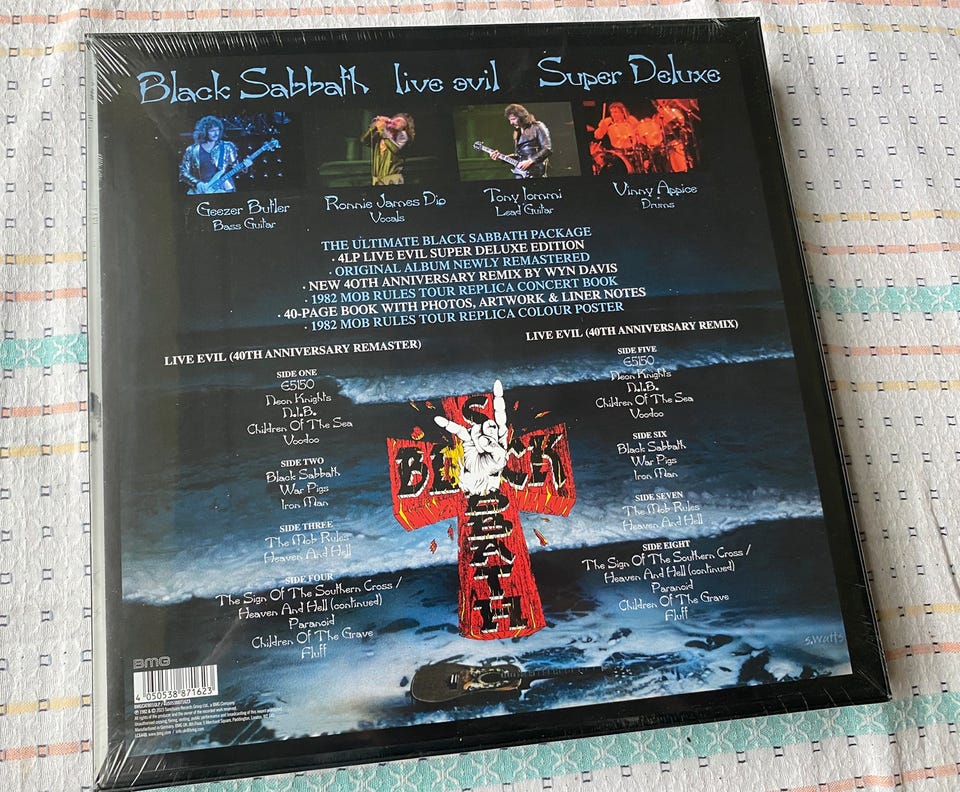 Black Sabbath live evil Super Deluxe
Geezer Butler
Bass Guitar
Ronnie James Dio
Vocals
Tony Iommi
Lead Guitar
Vinny Appice
Drums
THE ULTIMATE BLACK SABBATH PACKAGE
· 4LP LIVE EVIL SUPER DELUXE EDITION
· ORIGINAL ALBUM NEWLY REMASTERED
· NEW 40TH ANNIVERSARY REMIX BY WYN DAVIS
· 1982 MOB RULES TOUR REPLICA CONCERT BOOK
· 40-PAGE BOOK WITH PHOTOS, ARTWORK & LINER NOTES
· 1982 MOB RULES TOUR REPLICA COLOUR POSTER
LIVE EVIL (40TH ANNIVERSARY REMASTER)
SIDE ONE
E5150
Neon Knights
N.I.B.
Children Of The Sea
Voodoo
SIDE TWO
Black Sabbath
War Pigs
Iron Man
SIDE THREE
The Mob Rules
Heaven And Hell
SIDE FOUR
The Sign Of The Southern Cross /
Heaven And Hell (continued)
Paranoid
Children Of The Grave
Fluff
LIVE EVIL (40TH ANNIVERSARY REMIX)
SIDE FIVE
E5150
Neon Knights
N.I.B.
Children Of The Sea
Voodoo
SIDE SIX
Black Sabbath
War Pigs
Iron Man
SIDE SEVEN
The Mob Rules
Heaven And Hell
SIDE EIGHT
The Sign Of The Southern Cross /
Heaven And Hell (continued)
Paranoid
Children Of The Grave
Fluff
BLACK
SABBATH
s.watts
BMG
4 050538 871623